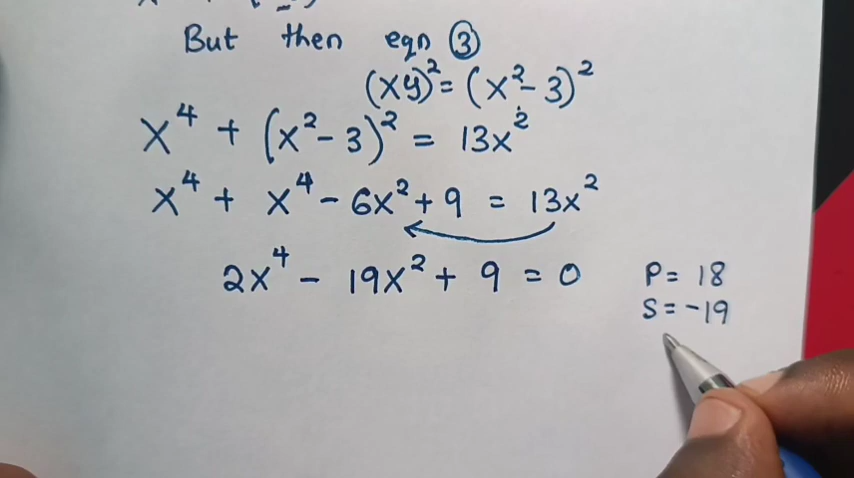 But then eqn ③
(xy)² = (x² - 3)²
x⁴ + (x² - 3)² = 13x²
x⁴ + x⁴ - 6x² + 9 = 13x²
2x⁴ - 19x² + 9 = 0
P = 18
S = -19